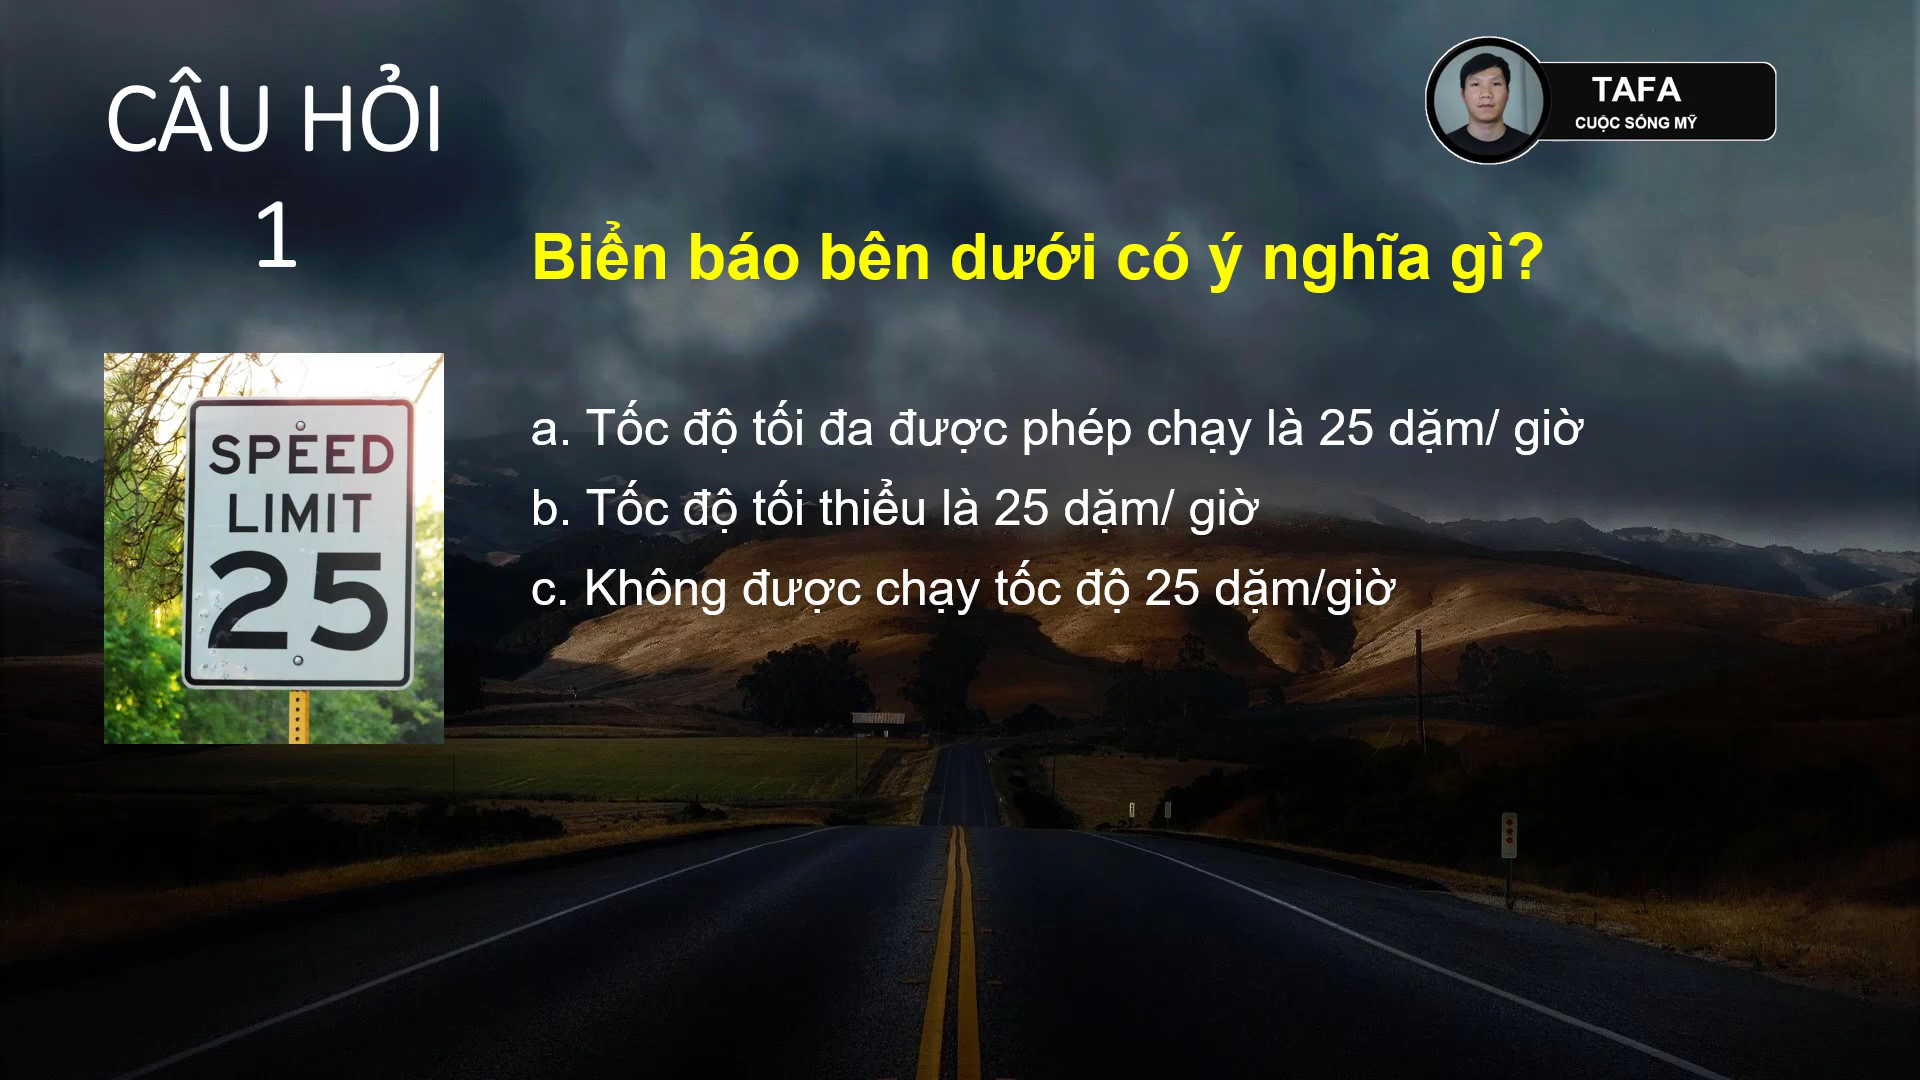 CÂU HỎI
1
TAFA
CUỘC SỐNG MỸ
Biển báo bên dưới có ý nghĩa gì?
SPEED
LIMIT
25
a. Tốc độ tối đa được phép chạy là 25 dặm/ giờ
b. Tốc độ tối thiểu là 25 dặm/ giờ
c. Không được chạy tốc độ 25 dặm/giờ